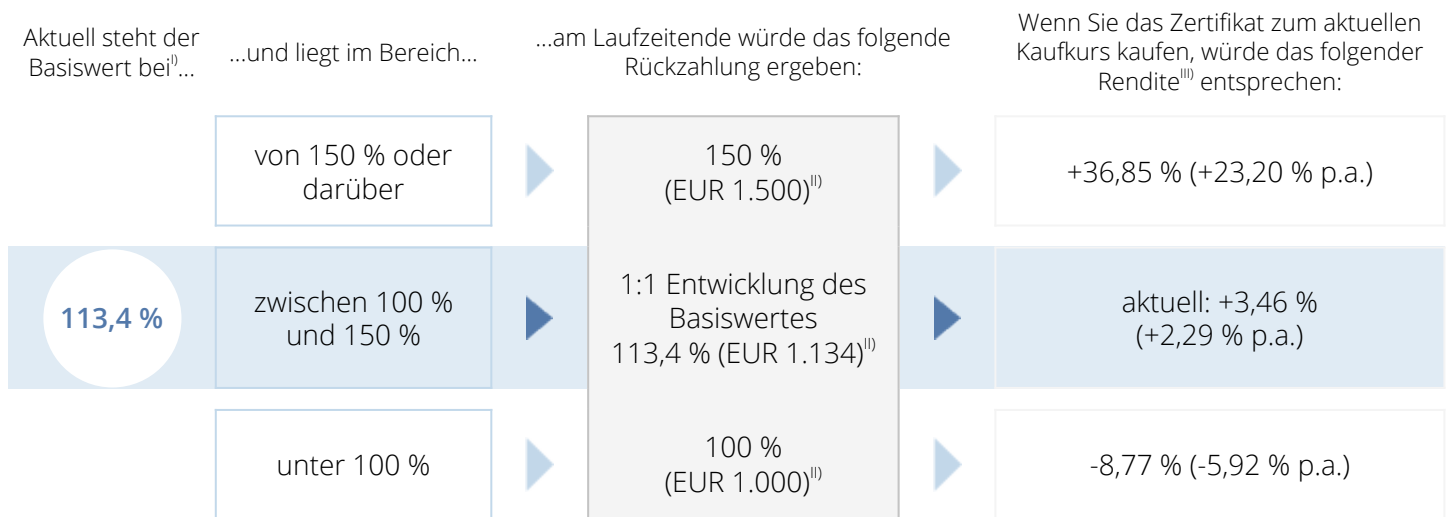 Aktuell steht der
Basiswert bei^I)...
...und liegt im Bereich...
...am Laufzeitende würde das folgende
Rückzahlung ergeben:
Wenn Sie das Zertifikat zum aktuellen
Kaufkurs kaufen, würde das folgender
Rendite^III) entsprechen:
von 150 % oder
darüber
150 %
(EUR 1.500)^II)
+36,85 % (+23,20 % p.a.)
113,4 %
zwischen 100 %
und 150 %
1:1 Entwicklung des
Basiswertes
113,4 % (EUR 1.134)^II)
aktuell: +3,46 %
(+2,29 % p.a.)
unter 100 %
100 %
(EUR 1.000)^II)
-8,77 % (-5,92 % p.a.)